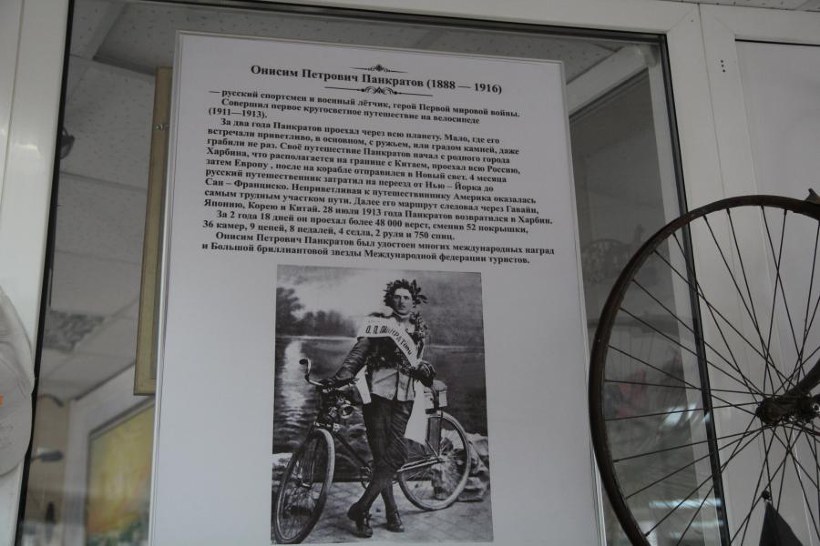 Онисим Петрович Панкратов (1888 — 1916)
— русский спортсмен и военный лётчик, герой Первой мировой войны.
Совершил первое кругосветное путешествие на велосипеде
(1911—1913).
За два года Панкратов проехал через всю планету. Мало, где его
встречали приветливо, в основном, с ружьем, или градом камней, даже
грабили не раз. Своё путешествие Панкратов начал с родного города
Харбина, что располагается на границе с Китаем, проехал всю Россию,
затем Европу , после на корабле отправился в Новый свет. 4 месяца
русский путешественник затратил на переезд от Нью – Йорка до
Сан – Франциско. Неприветливая к путешественнику Америка оказалась
самым трудным участком пути. Далее его маршрут следовал через Гавайи,
Японию, Корею и Китай. 28 июля 1913 года Панкратов возвратился в Харбин.
За 2 года 18 дней он проехал более 48 000 верст, сменив 52 покрышки,
36 камер, 9 цепей, 8 педалей, 4 седла, 2 руля и 750 спиц.
Онисим Петрович Панкратов был удостоен многих международных наград
и Большой бриллиантовой звезды Международной федерации туристов.
О. П. ПАНКРАТОВЪ